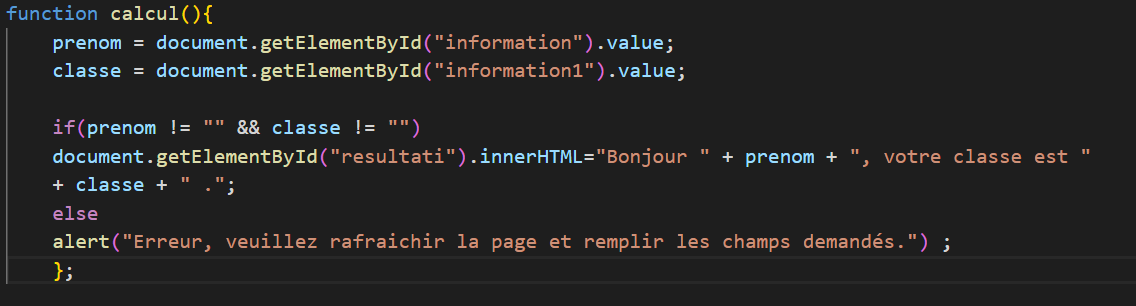 function calcul(){
prenom = document.getElementById("information").value;
classe = document.getElementById("information1").value;
if(prenom != "" && classe != "")
document.getElementById("resultati").innerHTML="Bonjour " + prenom + ", votre classe est "
+ classe + " .";
else
alert("Erreur, veuillez rafraichir la page et remplir les champs demandés.") ;
};